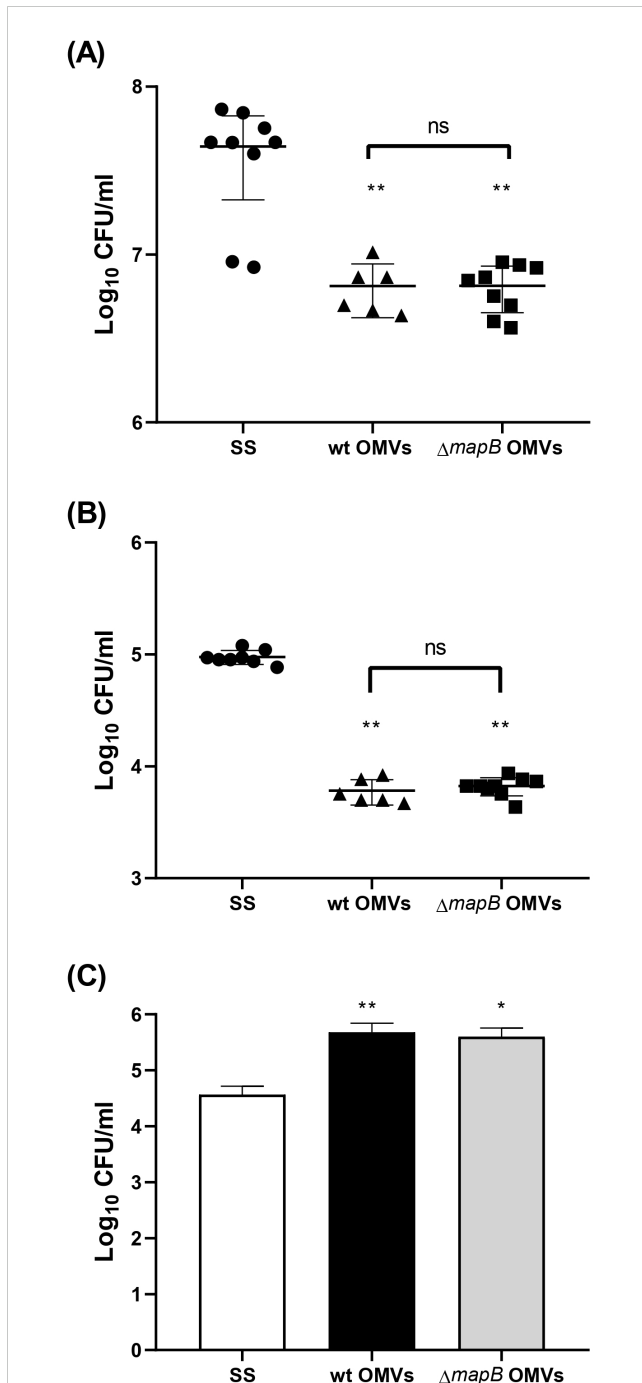 (A)
8
7
6
Log10 CFU/ml
ns
** **
SS wt OMVs ΔmapB OMVs
(B)
6
5
4
3
Log10 CFU/ml
ns
** **
SS wt OMVs ΔmapB OMVs
(C)
6
5
4
3
2
1
0
Log10 CFU/ml
** *
SS wt OMVs ΔmapB OMVs